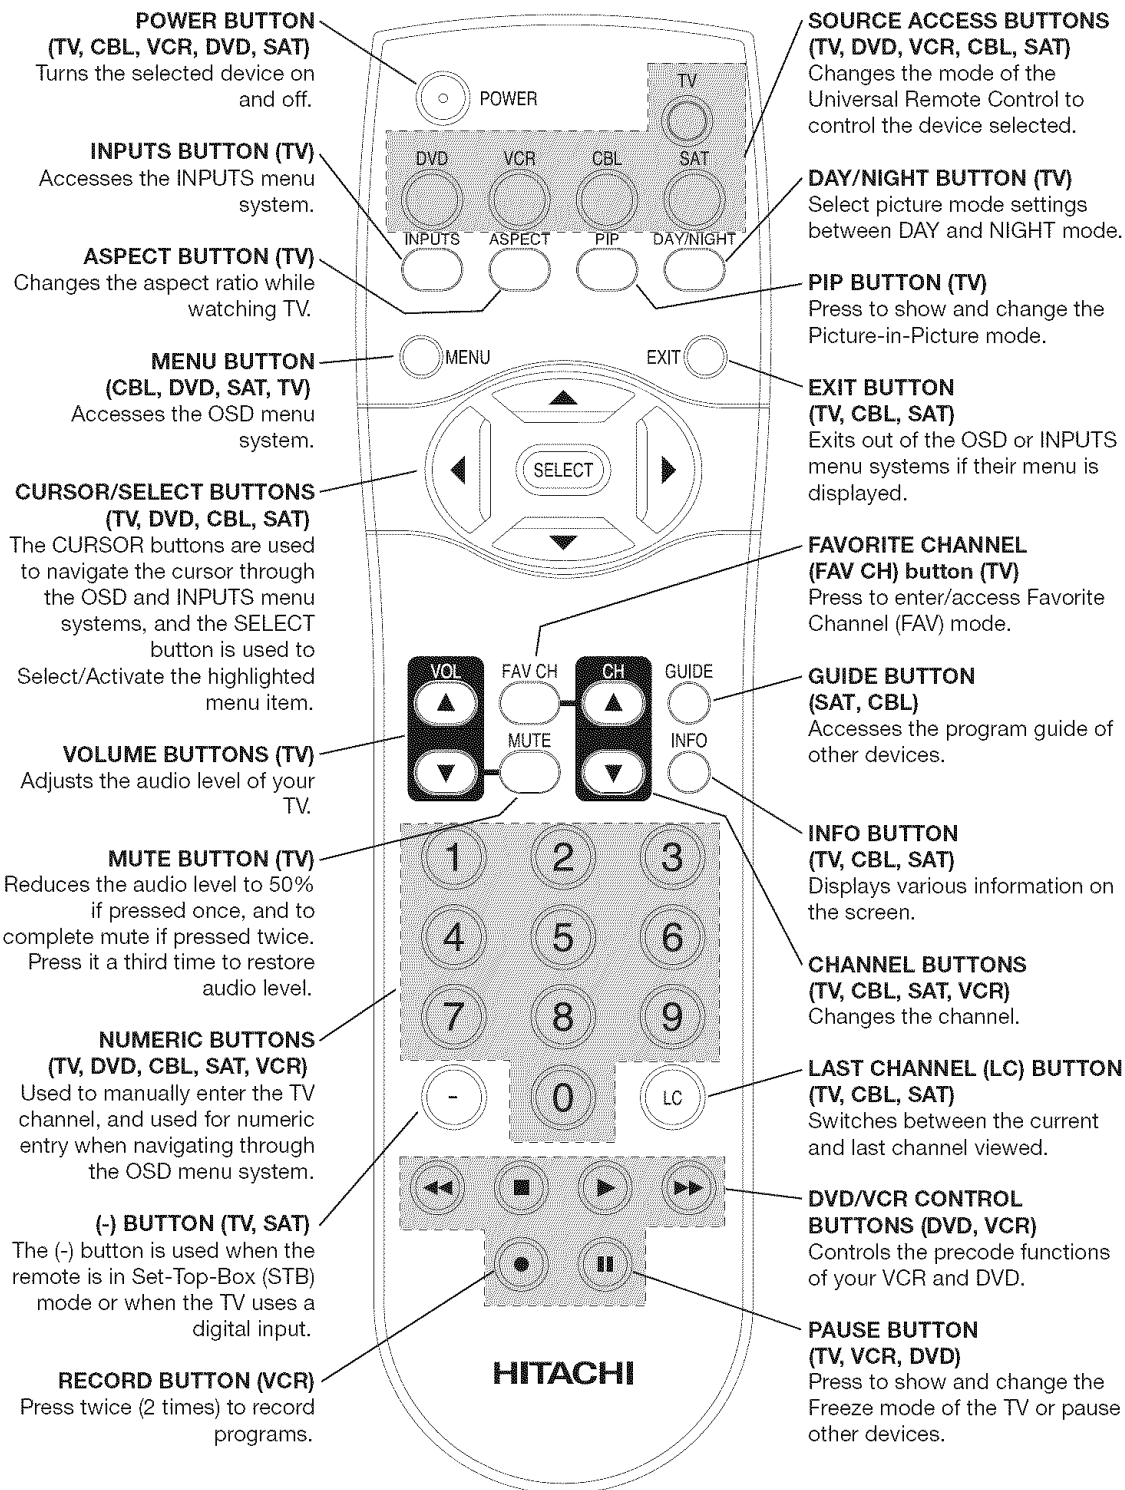 POWER BUTTON
(TV, CBL, VCR, DVD, SAT)
Turns the selected device on
and off.
INPUTS BUTTON (TV)
Accesses the INPUTS menu
system.
ASPECT BUTTON (TV)
Changes the aspect ratio while
watching TV.
MENU BUTTON
(CBL, DVD, SAT, TV)
Accesses the OSD menu
system.
CURSOR/SELECT BUTTONS
(TV, DVD, CBL, SAT)
The CURSOR buttons are used
to navigate the cursor through
the OSD and INPUTS menu
systems, and the SELECT
button is used to
Select/Activate the highlighted
menu item.
VOLUME BUTTONS (TV)
Adjusts the audio level of your
TV.
MUTE BUTTON (TV)
Reduces the audio level to 50%
if pressed once, and to
complete mute if pressed twice.
Press it a third time to restore
audio level.
NUMERIC BUTTONS
(TV, DVD, CBL, SAT, VCR)
Used to manually enter the TV
channel, and used for numeric
entry when navigating through
the OSD menu system.
(-) BUTTON (TV, SAT)
The (-) button is used when the
remote is in Set-Top-Box (STB)
mode or when the TV uses a
digital input.
RECORD BUTTON (VCR)
Press twice (2 times) to record
programs.
POWER
TV
DVD VCR CBL SAT
INPUTS ASPECT PIP DAY/NIGHT
MENU EXIT
SELECT
VOL FAV CH CH GUIDE
MUTE INFO
1 2 3
4 5 6
7 8 9
- 0 LC
HITACHI
SOURCE ACCESS BUTTONS
(TV, DVD, VCR, CBL, SAT)
Changes the mode of the
Universal Remote Control to
control the device selected.
DAY/NIGHT BUTTON (TV)
Select picture mode settings
between DAY and NIGHT mode.
PIP BUTTON (TV)
Press to show and change the
Picture-in-Picture mode.
EXIT BUTTON
(TV, CBL, SAT)
Exits out of the OSD or INPUTS
menu systems if their menu is
displayed.
FAVORITE CHANNEL
(FAV CH) button (TV)
Press to enter/access Favorite
Channel (FAV) mode.
GUIDE BUTTON
(SAT, CBL)
Accesses the program guide of
other devices.
INFO BUTTON
(TV, CBL, SAT)
Displays various information on
the screen.
CHANNEL BUTTONS
(TV, CBL, SAT, VCR)
Changes the channel.
LAST CHANNEL (LC) BUTTON
(TV, CBL, SAT)
Switches between the current
and last channel viewed.
DVD/VCR CONTROL
BUTTONS (DVD, VCR)
Controls the precode functions
of your VCR and DVD.
PAUSE BUTTON
(TV, VCR, DVD)
Press to show and change the
Freeze mode of the TV or pause
other devices.